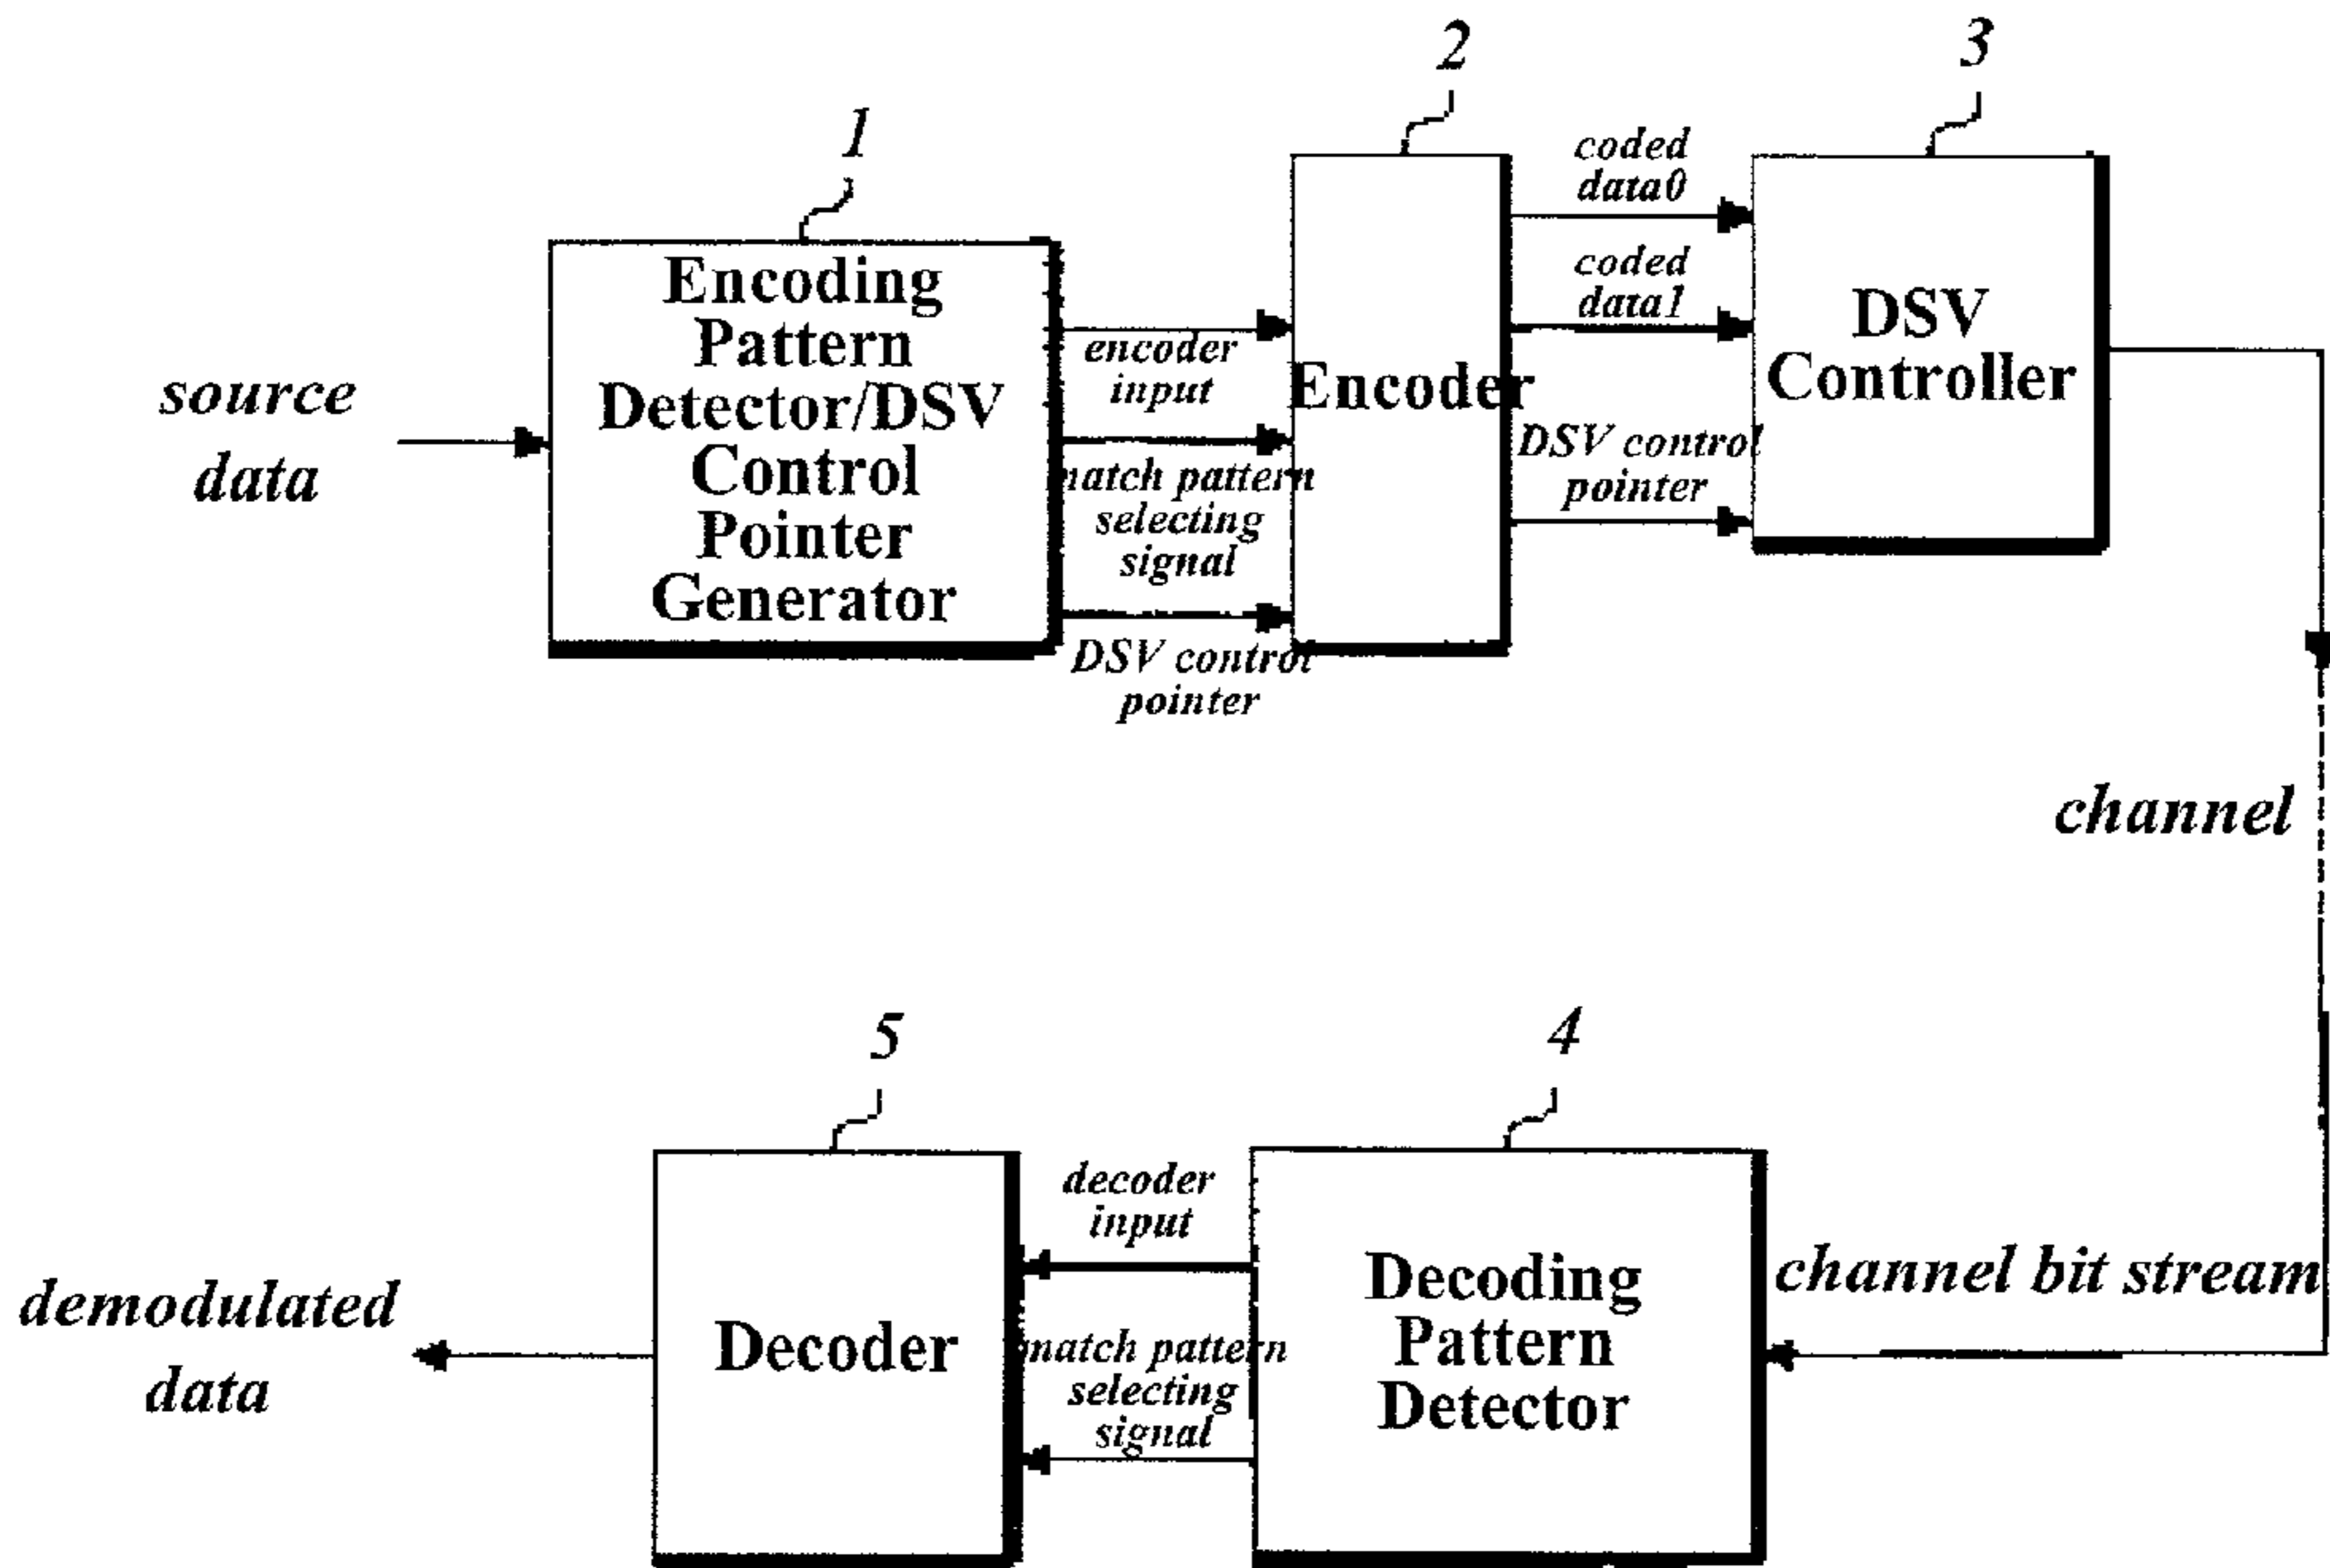 1
2
3
source
data
Encoding
Pattern
Detector/DSV
Control
Pointer
Generator
encoder
input
match pattern
selecting
signal
DSV control
pointer
Encoder
coded
data0
coded
data1
DSV control
pointer
DSV
Controller
channel
5
4
demodulated
data
Decoder
decoder
input
match pattern
selecting
signal
Decoding
Pattern
Detector
channel bit stream